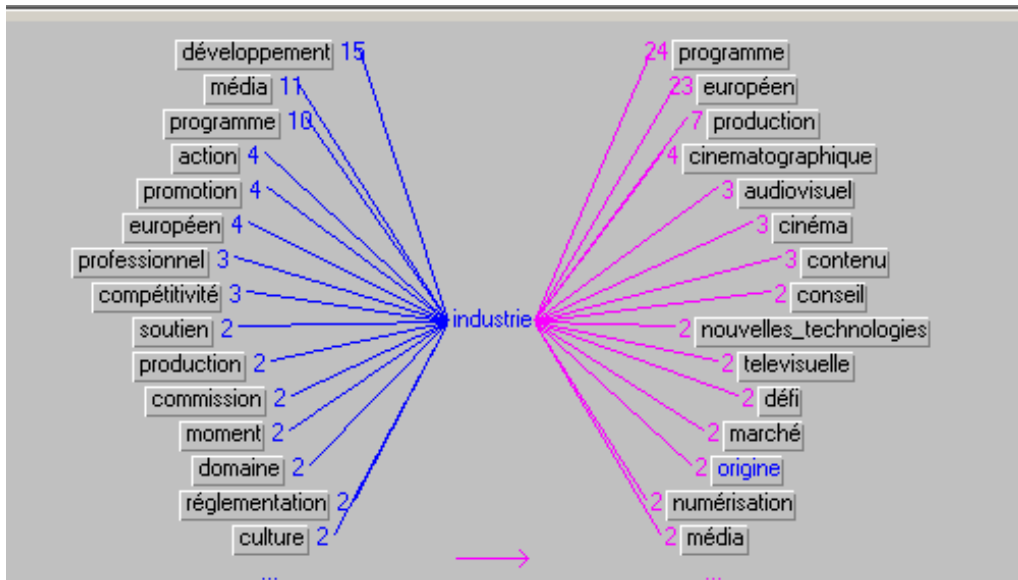 développement 15
média 11
programme 10
action 4
promotion 4
européen 4
professionnel 3
compétitivité 3
soutien 2
production 2
commission 2
moment 2
domaine 2
réglementation 2
culture 2
industrie
24 programme
23 européen
7 production
4 cinematographique
3 audiovisuel
3 cinéma
3 contenu
2 conseil
2 nouvelles_technologies
2 televisuelle
2 défi
2 marché
2 origine
2 numérisation
2 média
... ...